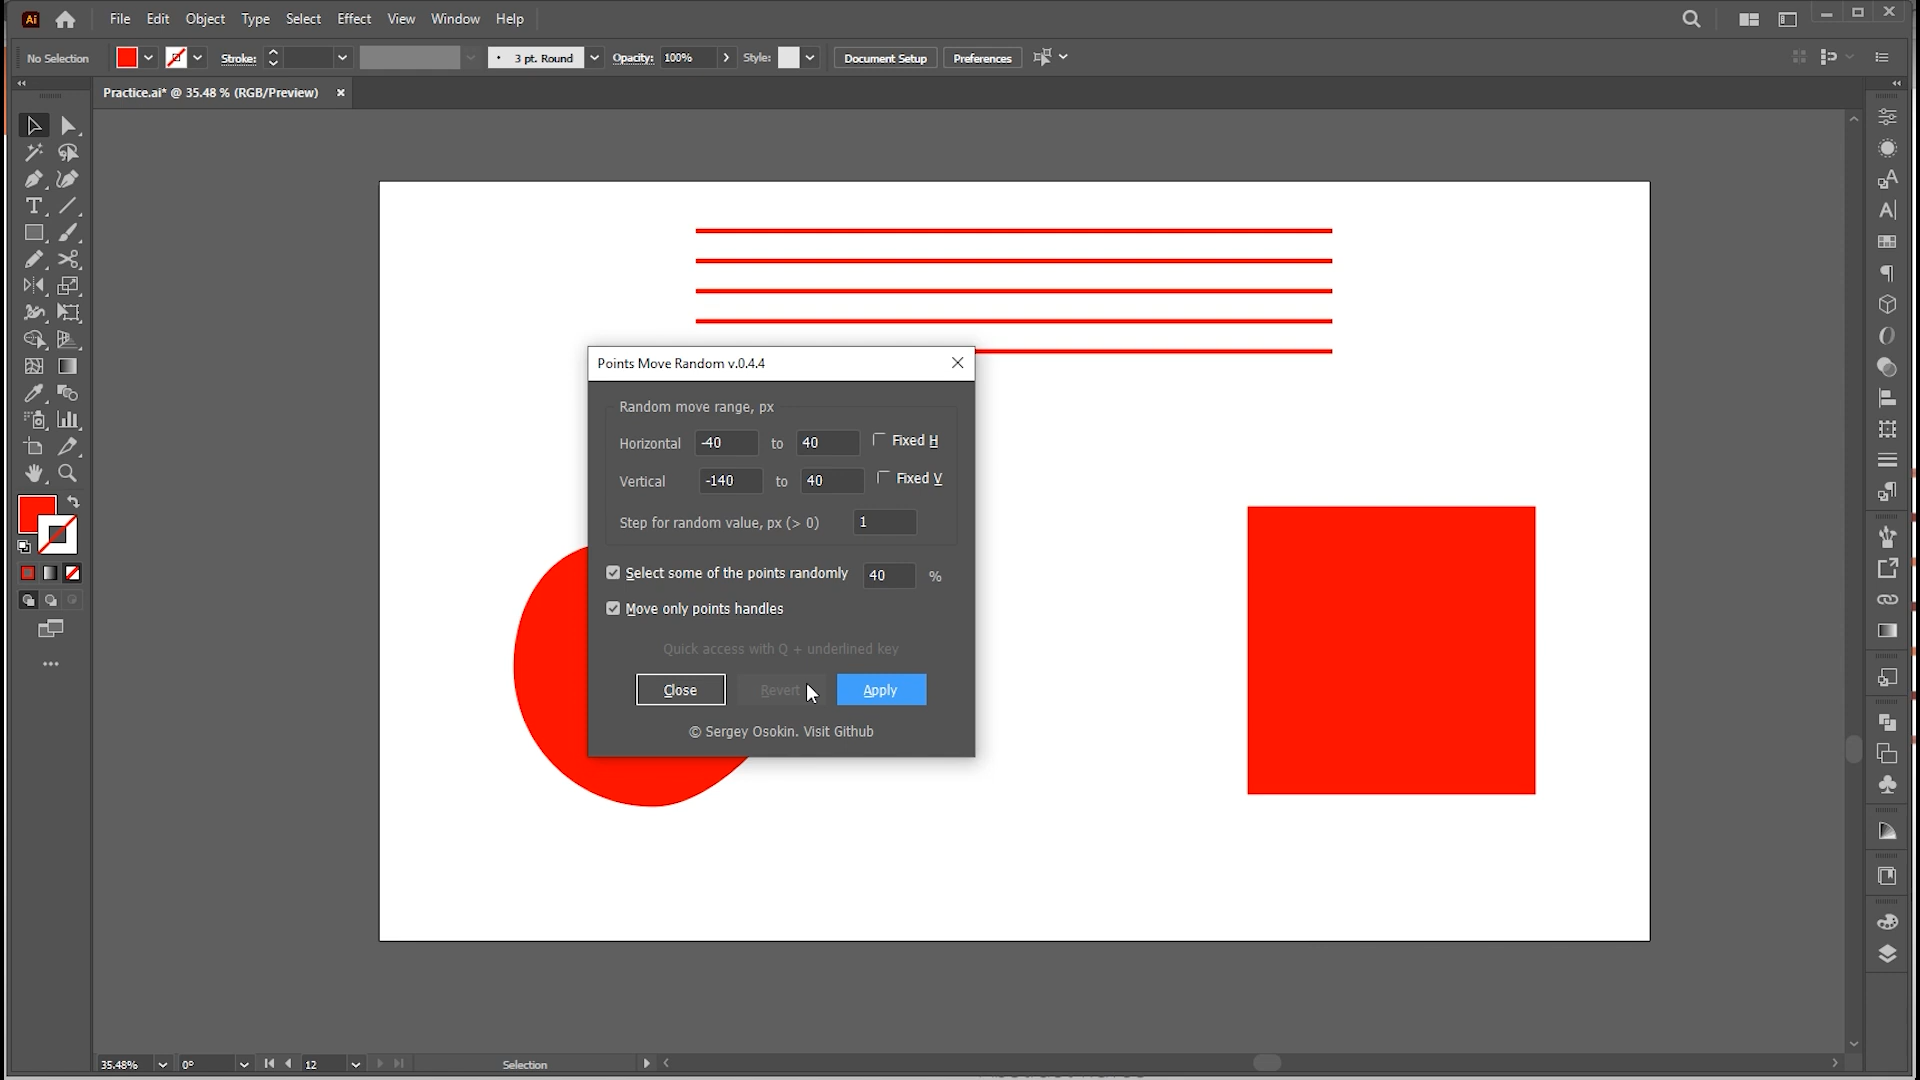 Ai File Edit Object Type Select Effect View Window Help
No Selection Stroke: 3 pt. Round Opacity: 100% Style: Document Setup Preferences
Practice.ai* @ 35.48 % (RGB/Preview)
Points Move Random v.0.4.4
Random move range, px
Horizontal -40 to 40 Fixed H
Vertical -140 to 40 Fixed V
Step for random value, px (> 0) 1
Select some of the points randomly 40 %
Move only points handles
Quick access with Q + underlined key
Close Revert Apply
© Sergey Osokin. Visit Github
35.48% 0° 12 Selection